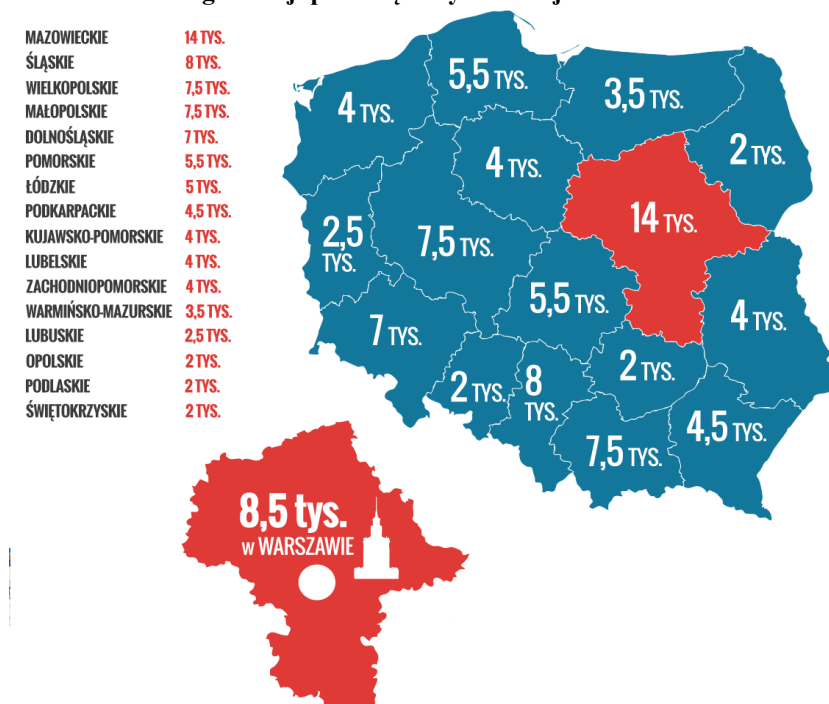 MAZOWIECKIE 14 TYS.
ŚLĄSKIE 8 TYS.
WIELKOPOLSKIE 7,5 TYS.
MAŁOPOLSKIE 7,5 TYS.
DOLNOŚLĄSKIE 7 TYS.
POMORSKIE 5,5 TYS.
ŁÓDZKIE 5 TYS.
PODKARPACKIE 4,5 TYS.
KUJAWSKO-POMORSKIE 4 TYS.
LUBELSKIE 4 TYS.
ZACHODNIOPOMORSKIE 4 TYS.
WARMIŃSKO-MAZURSKIE 3,5 TYS.
LUBUSKIE 2,5 TYS.
OPOLSKIE 2 TYS.
PODLASKIE 2 TYS.
ŚWIĘTOKRZYSKIE 2 TYS.
4 TYS.
5,5 TYS.
3,5 TYS.
2 TYS.
4 TYS.
14 TYS.
2,5
TYS.
7,5 TYS.
5,5 TYS.
4 TYS.
7 TYS.
2 TYS.
8
TYS.
2 TYS.
7,5 TYS.
4,5 TYS.
8,5 tys.
w WARSZAWIE